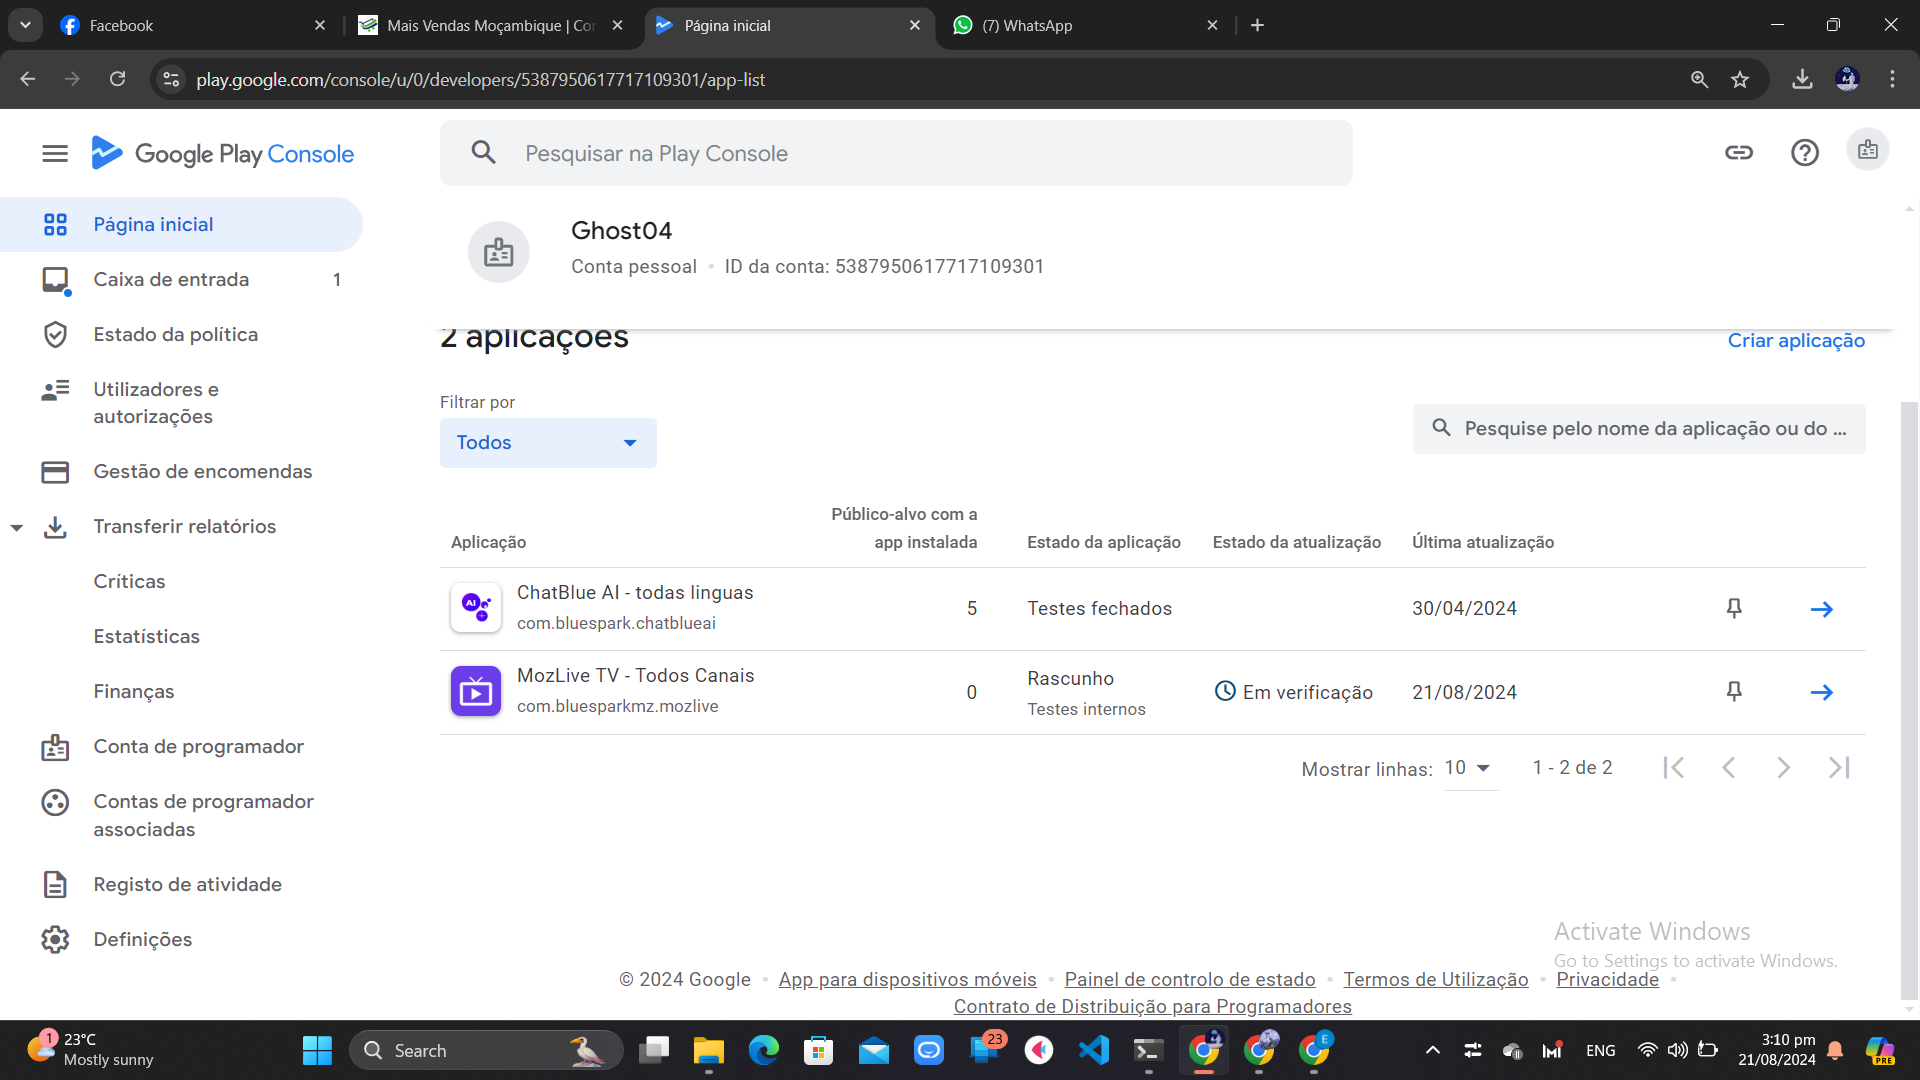 Facebook
Mais Vendas Moçambique | Co
Página inicial
(7) WhatsApp
play.google.com/console/u/0/developers/5387950617717109301/app-list
Google Play Console
Pesquisar na Play Console
Página inicial
Caixa de entrada 1
Estado da política
Utilizadores e
autorizações
Gestão de encomendas
Transferir relatórios
Críticas
Estatísticas
Finanças
Conta de programador
Contas de programador
associadas
Registo de atividade
Definições
Ghost04
Conta pessoal • ID da conta: 5387950617717109301
2 aplicações
Criar aplicação
Filtrar por
Todos
Pesquise pelo nome da aplicação ou do ...
Público-alvo com a
Aplicação app instalada Estado da aplicação Estado da atualização Última atualização
AI
ChatBlue AI - todas linguas
com.bluespark.chatblueai
5 Testes fechados 30/04/2024
MozLive TV - Todos Canais
com.bluesparkmz.mozlive
0 Rascunho
Testes internos
Em verificação 21/08/2024
Mostrar linhas: 10 1 - 2 de 2
Activate Windows
Go to Settings to activate Windows.
© 2024 Google • App para dispositivos móveis • Painel de controlo de estado • Termos de Utilização • Privacidade •
Contrato de Distribuição para Programadores
1
23°C
Mostly sunny
Search
23
E
ENG
3:10 pm
21/08/2024
PRE